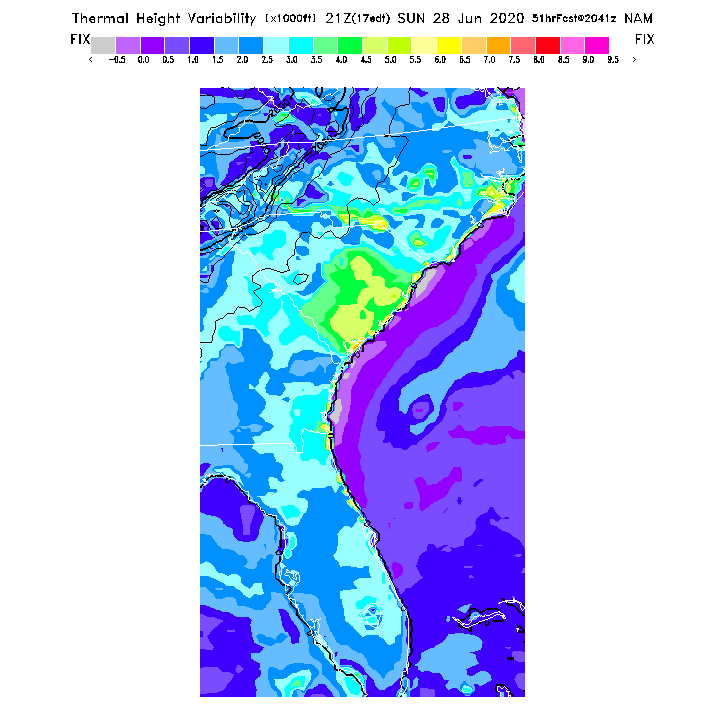 Thermal Height Variability [x1000ft] 21Z(17edt) SUN 28 Jun 2020 51hrFcst@2041z NAM
FIX FIX
< -0.5 0.0 0.5 1.0 1.5 2.0 2.5 3.0 3.5 4.0 4.5 5.0 5.5 6.0 6.5 7.0 7.5 8.0 8.5 9.0 9.5 >